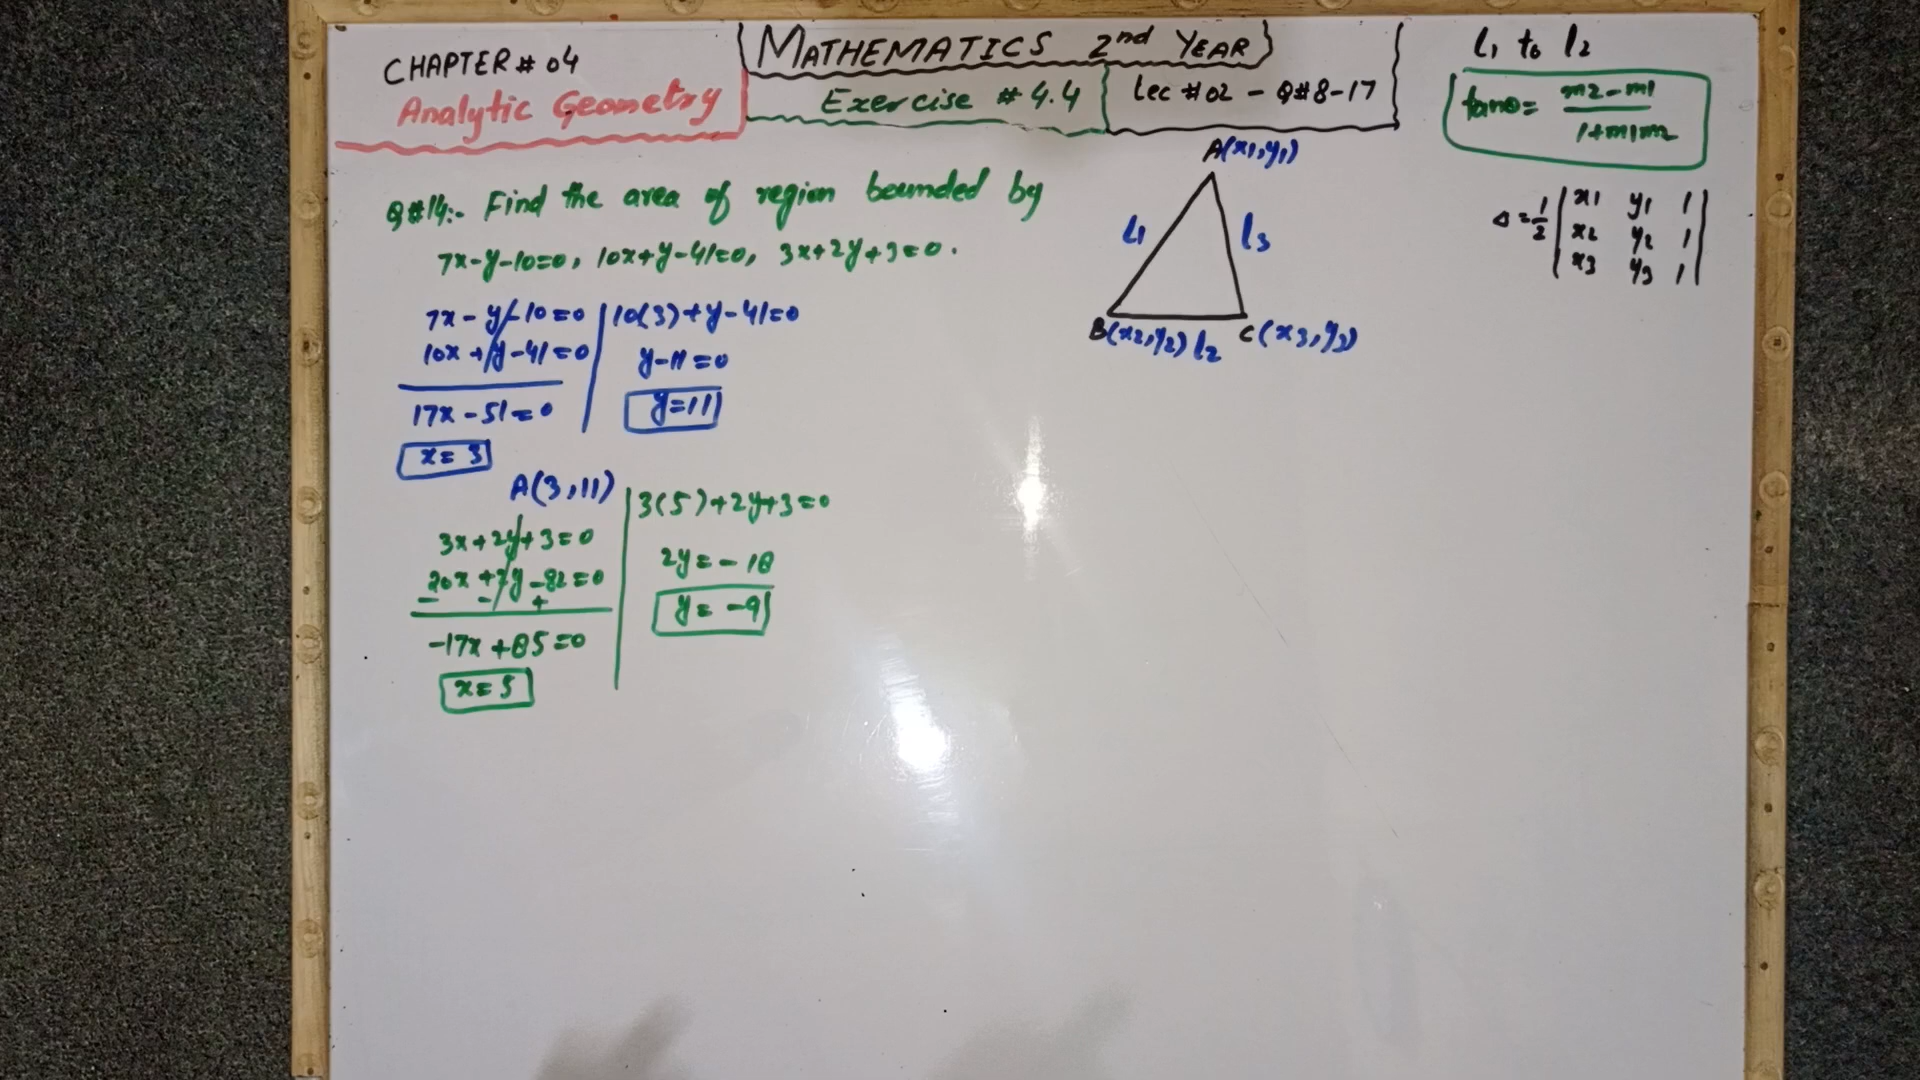 CHAPTER # 04
Analytic Geometry
MATHEMATICS 2nd YEAR
Exercise # 4.4
Lec #02 - Q#8-17
l1 to l2
tanθ = m2-m1 / 1+m1m2
Q#14:- Find the area of region bounded by
7x-y-10=0, 10x+y-41=0, 3x+2y+3=0.
A(x1,y1)
l1
l3
B(x2,y2) l2 C(x3,y3)
Δ = 1/2 | x1 y1 1 |
| x2 y2 1 |
| x3 y3 1 |
7x-y-10=0
10x+y-41=0
17x-51=0
x=3
10(3)+y-41=0
y-11=0
y=11
A(3,11)
3x+2y+3=0
20x+2y-82=0
- - +
-17x+85=0
x=5
3(5)+2y+3=0
2y=-18
y=-9